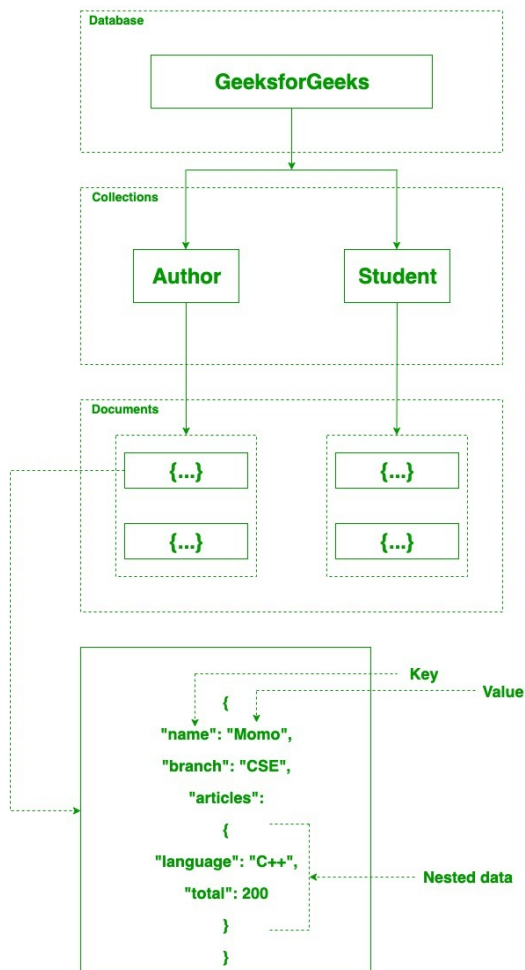 Database
GeeksforGeeks
Collections
Author
Student
Documents
{...}
{...}
{...}
{...}
Key
Value
{
"name": "Momo",
"branch": "CSE",
"articles":
{
"language": "C++",
"total": 200
Nested data
}
}